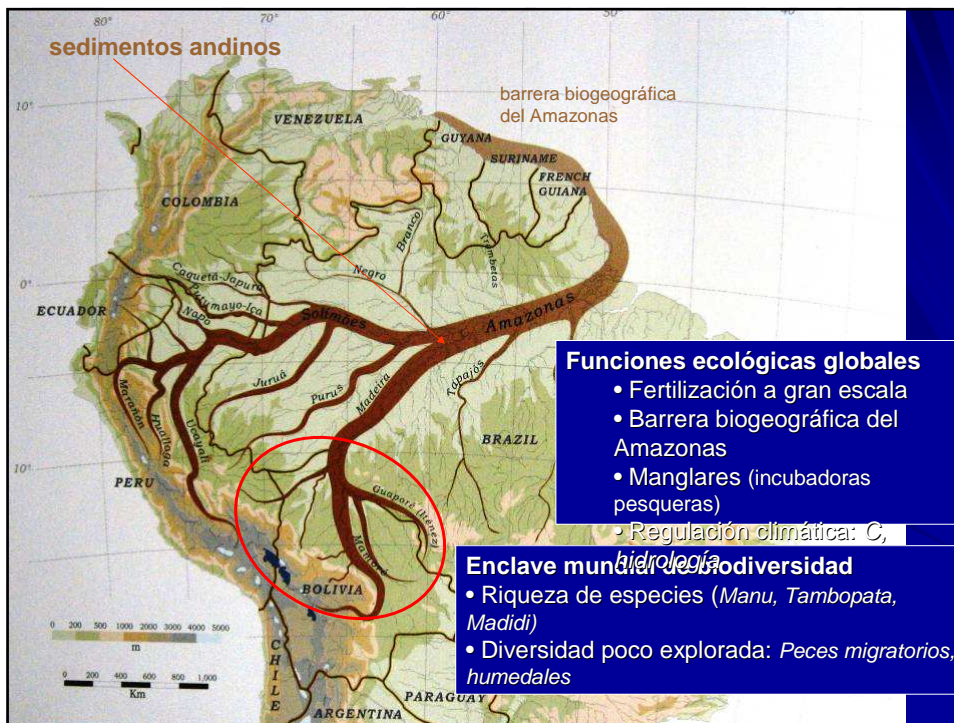 80°
70°
60°
50°
40
sedimentos andinos
barrera biogeográfica
del Amazonas
10°
VENEZUELA
GUYANA
SURINAME
FRENCH
GUIANA
COLOMBIA
Branco
Trombetas
Negro
Caquetá-Japurá
Putumayo-Iça
0°
ECUADOR
Napo
Solimões
Amazonas
Juruá
Purus
Madeira
Tapajós
Marañón
Huallaga
Ucayali
BRAZIL
10°
PERU
Guaporé (Iténez)
Mamoré
BOLIVIA
Funciones ecológicas globales
• Fertilización a gran escala
• Barrera biogeográfica del
Amazonas
• Manglares (incubadoras
pesqueras)
• Regulación climática: C,
hidrología
Enclave mundial de biodiversidad
• Riqueza de especies (Manu, Tambopata,
Madidi)
• Diversidad poco explorada: Peces migratorios,
humedales
0 200 500 1000 2000 3000 4000 5000
m
0 200 400 600 800 1,000
Km
CHILE
PARAGUAY
ARGENTINA